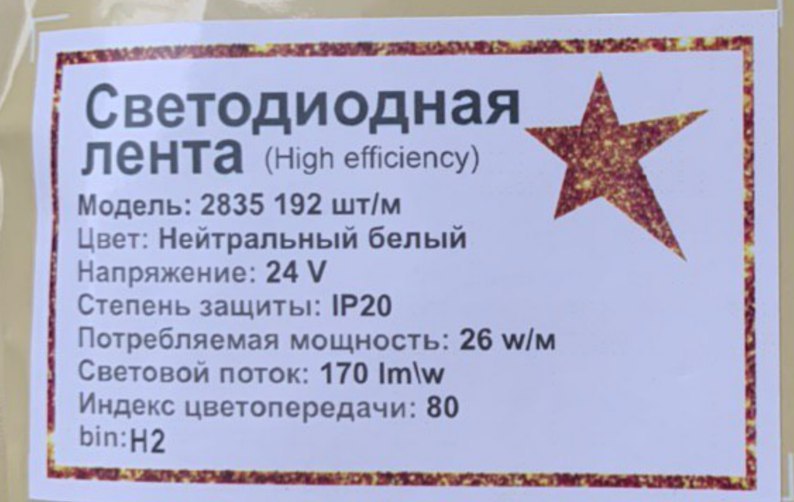 Светодиодная
лента (High efficiency)
Модель: 2835 192 шт/м
Цвет: Нейтральный белый
Напряжение: 24 V
Степень защиты: IP20
Потребляемая мощность: 26 w/м
Световой поток: 170 lm\w
Индекс цветопередачи: 80
bin:H2